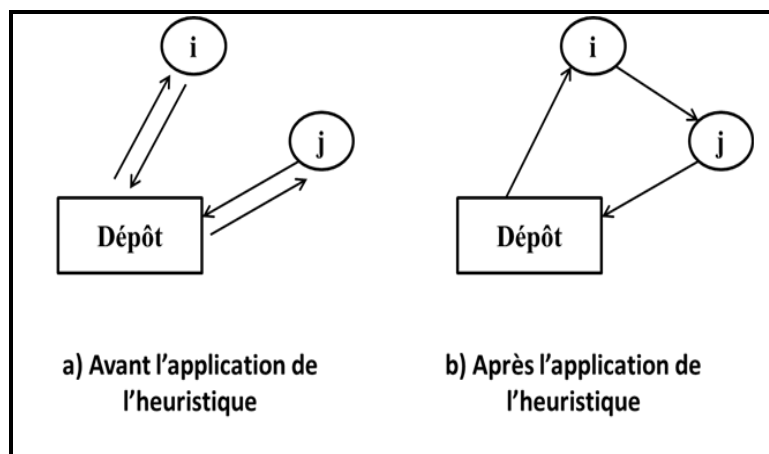 i
j
Dépôt
a) Avant l'application de
l'heuristique
i
j
Dépôt
b) Après l'application de
l'heuristique